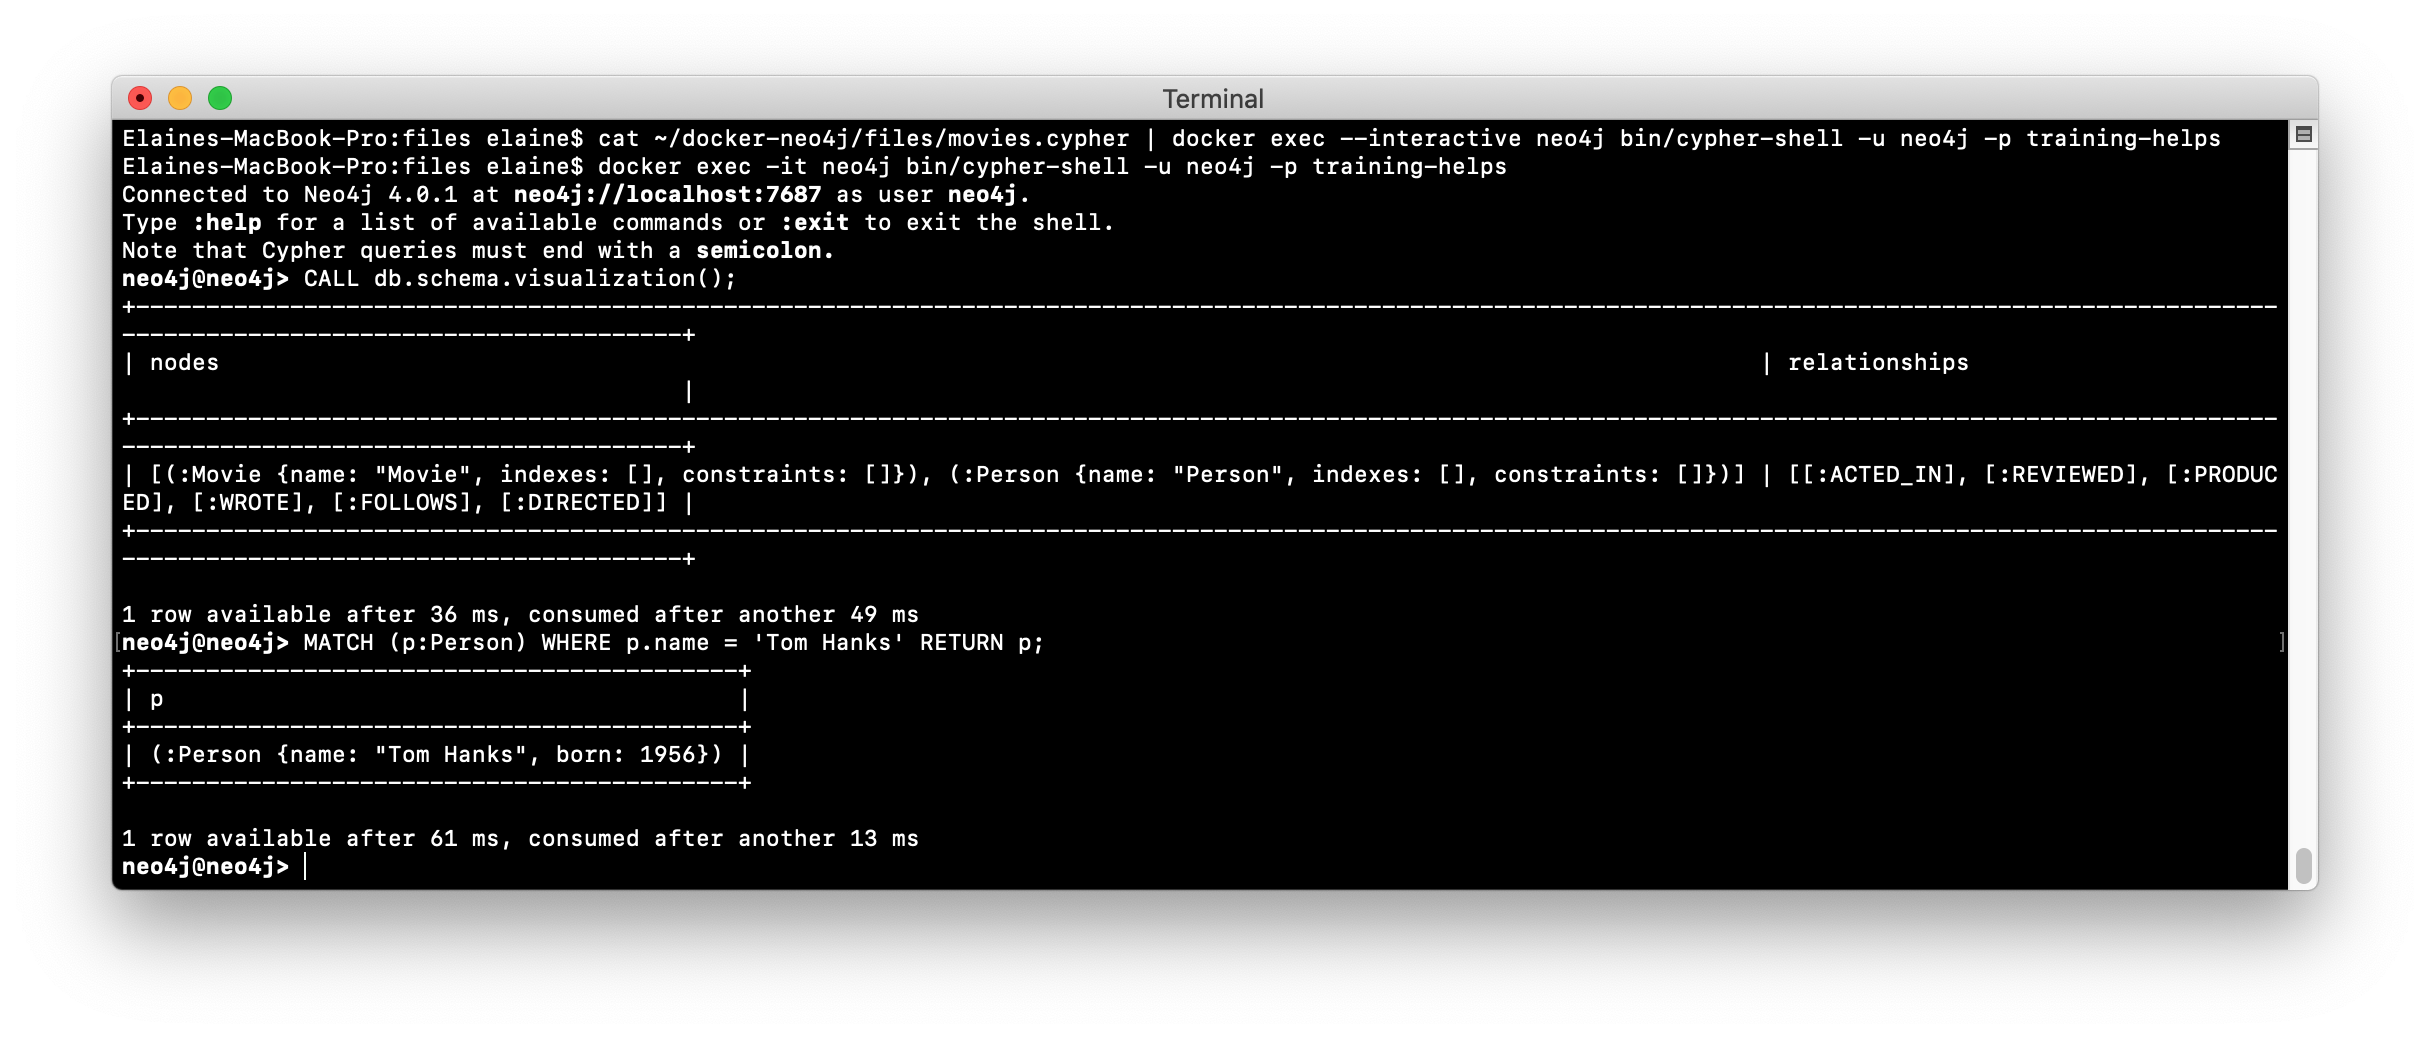 Terminal
Elaines-MacBook-Pro:files elaine$ cat ~/docker-neo4j/files/movies.cypher | docker exec --interactive neo4j bin/cypher-shell -u neo4j -p training-helps
Elaines-MacBook-Pro:files elaine$ docker exec -it neo4j bin/cypher-shell -u neo4j -p training-helps
Connected to Neo4j 4.0.1 at neo4j://localhost:7687 as user neo4j.
Type :help for a list of available commands or :exit to exit the shell.
Note that Cypher queries must end with a semicolon.
neo4j@neo4j> CALL db.schema.visualization();
+---------------------------------------------------------------------------------------------------------------------------------------------------------
----------------------------------------+
| nodes                                                                                                              | relationships
                                        |
+---------------------------------------------------------------------------------------------------------------------------------------------------------
----------------------------------------+
| [(:Movie {name: "Movie", indexes: [], constraints: []}), (:Person {name: "Person", indexes: [], constraints: []})] | [[:ACTED_IN], [:REVIEWED], [:PRODUC
ED], [:WROTE], [:FOLLOWS], [:DIRECTED]] |
+---------------------------------------------------------------------------------------------------------------------------------------------------------
----------------------------------------+
1 row available after 36 ms, consumed after another 49 ms
[neo4j@neo4j> MATCH (p:Person) WHERE p.name = 'Tom Hanks' RETURN p; ]
+-------------------------------------------+
| p                                         |
+-------------------------------------------+
| (:Person {name: "Tom Hanks", born: 1956}) |
+-------------------------------------------+
1 row available after 61 ms, consumed after another 13 ms
neo4j@neo4j>